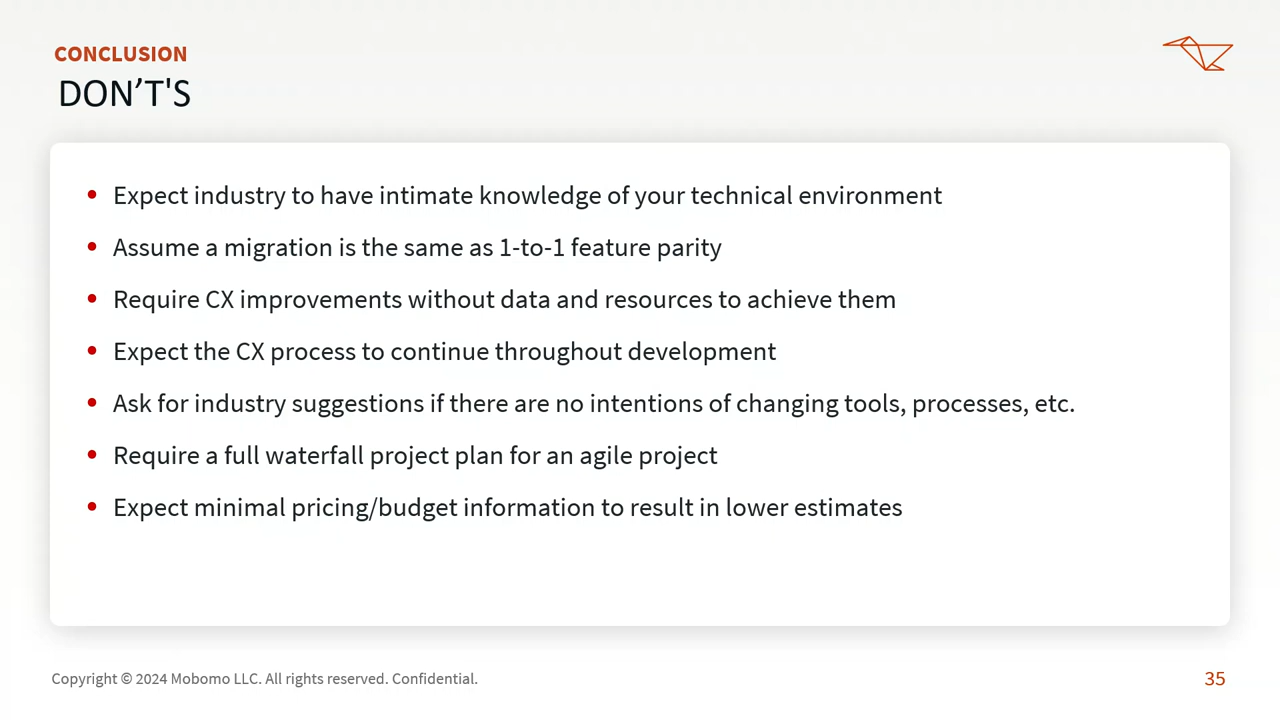 CONCLUSION
DON’T'S
• Expect industry to have intimate knowledge of your technical environment
• Assume a migration is the same as 1-to-1 feature parity
• Require CX improvements without data and resources to achieve them
• Expect the CX process to continue throughout development
• Ask for industry suggestions if there are no intentions of changing tools, processes, etc.
• Require a full waterfall project plan for an agile project
• Expect minimal pricing/budget information to result in lower estimates
Copyright © 2024 Mobomo LLC. All rights reserved. Confidential.
35